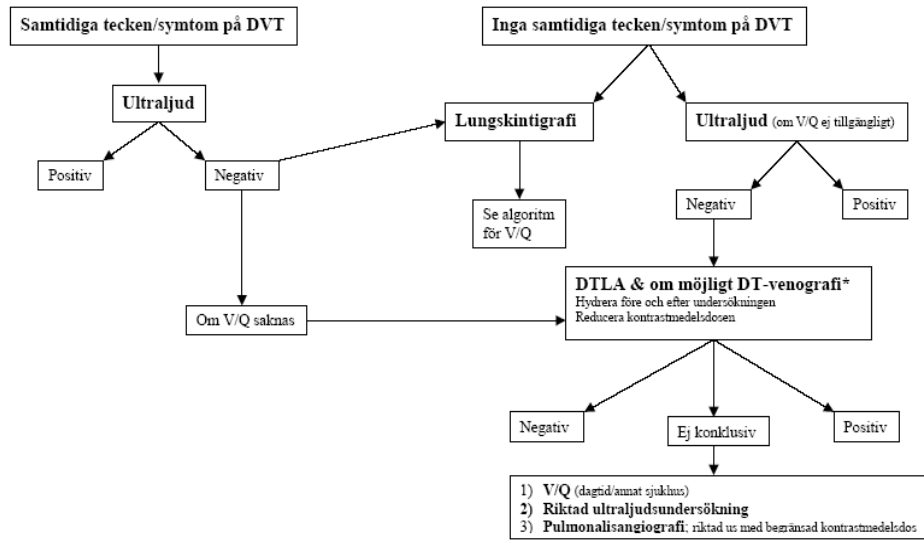 Samtidiga tecken/symtom på DVT
Inga samtidiga tecken/symtom på DVT
Ultraljud
Lungskintigrafi
Ultraljud (om V/Q ej tillgängligt)
Positiv
Negativ
Se algoritm
för V/Q
Negativ
Positiv
DTLA & om möjligt DT-venografi*
Hydrera före och efter undersökningen
Reducera kontrastmedelsdosen
Om V/Q saknas
Negativ
Ej konklusiv
Positiv
1) V/Q (dagtid/annat sjukhus)
2) Riktad ultraljudsundersökning
3) Pulmonalisangiografi; riktad us med begränsad kontrastmedelsdos